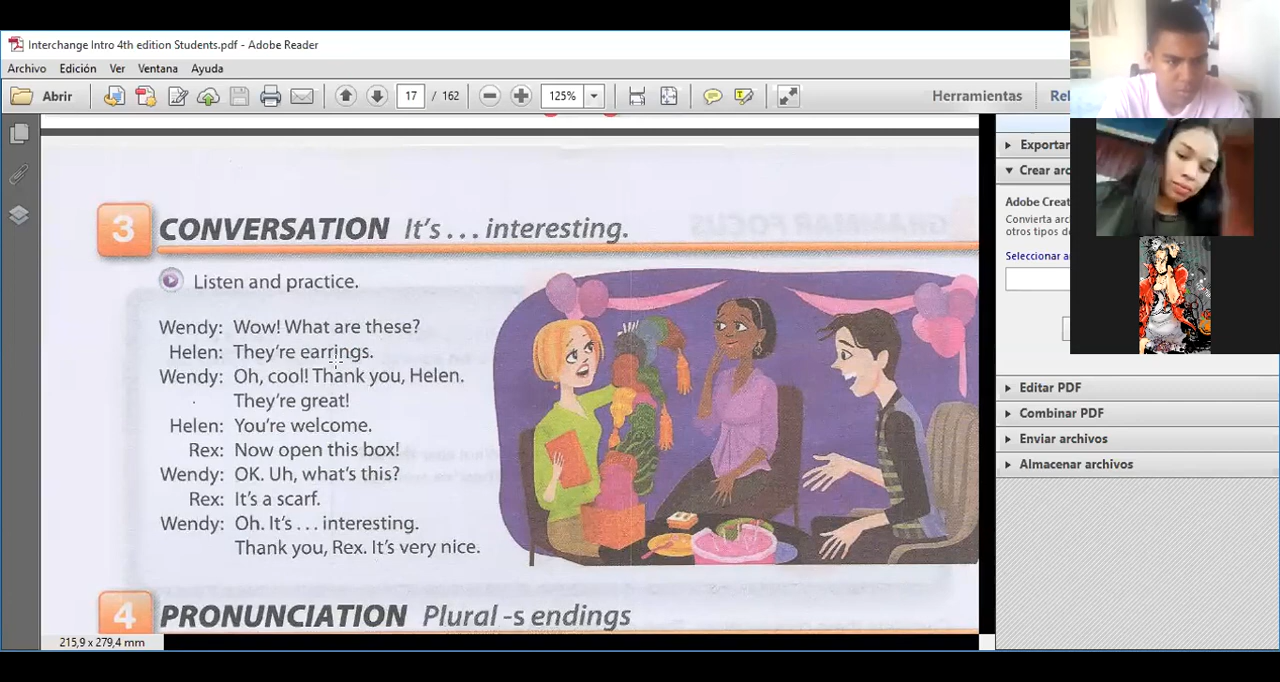 Interchange Intro 4th edition Students.pdf - Adobe Reader
Archivo Edición Ver Ventana Ayuda
Abrir 17 / 162 125% Herramientas
3 CONVERSATION It's . . . interesting.
Listen and practice.
Wendy: Wow! What are these?
Helen: They're earrings.
Wendy: Oh, cool! Thank you, Helen.
They're great!
Helen: You're welcome.
Rex: Now open this box!
Wendy: OK. Uh, what's this?
Rex: It's a scarf.
Wendy: Oh. It's . . . interesting.
Thank you, Rex. It's very nice.
4 PRONUNCIATION Plural -s endings
215,9 x 279,4 mm
Exportar
Crear
Adobe
Convierta
otros tipos
Seleccionar
Editar PDF
Combinar PDF
Enviar archivos
Almacenar archivos